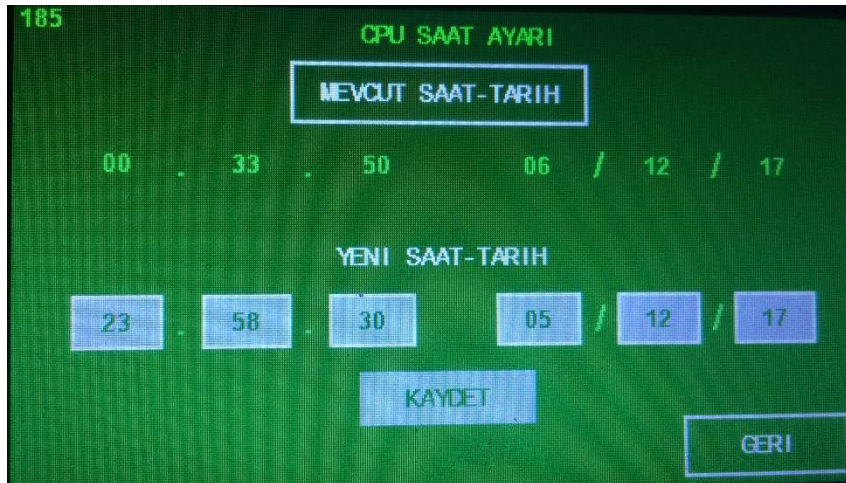 185
CPU SAAT AYARI
MEVCUT SAAT-TARIH
00 . 33 . 50 06 / 12 / 17
YENI SAAT-TARIH
23 . 58 . 30 05 / 12 / 17
KAYDET
GERI